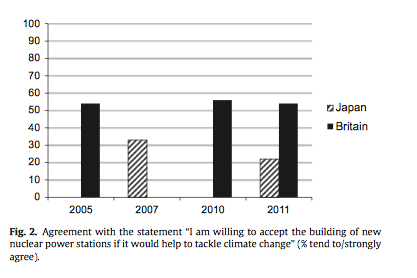 100
90
80
70
60
50
40
30
20
10
0
2005 2007 2010 2011
Japan
Britain
Fig. 2. Agreement with the statement “I am willing to accept the building of new
nuclear power stations if it would help to tackle climate change” (% tend to/strongly
agree).